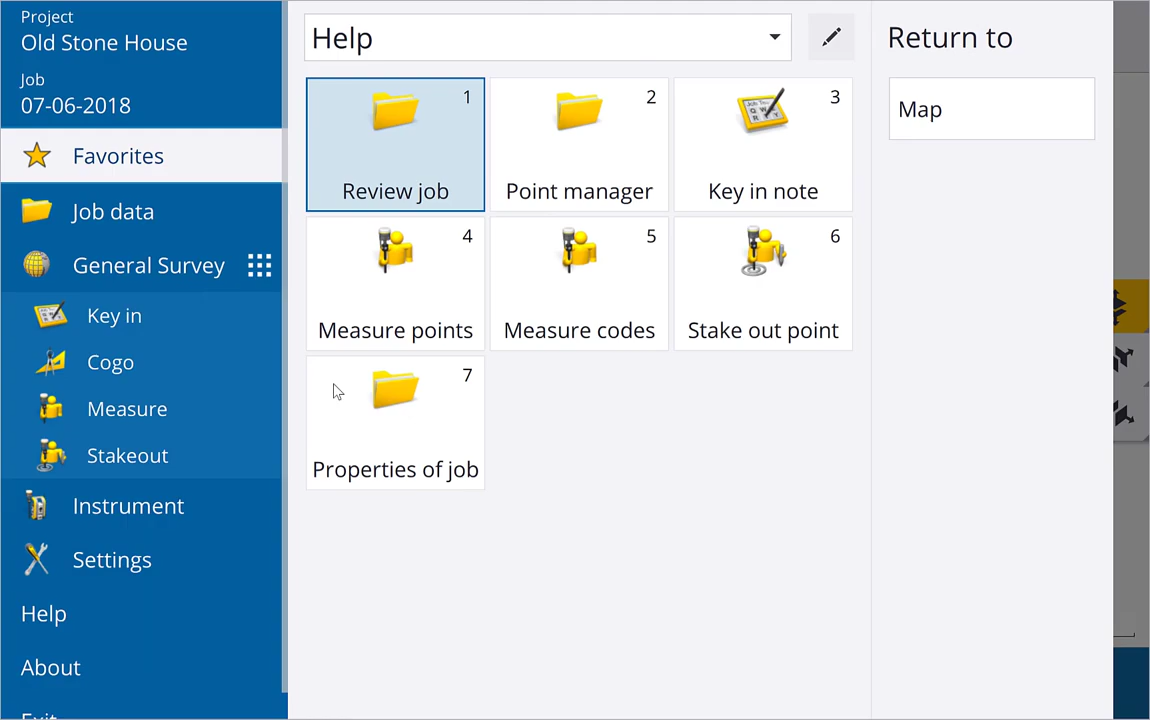 Project
Old Stone House
Job
07-06-2018
Favorites
Job data
General Survey
Key in
Cogo
Measure
Stakeout
Instrument
Settings
Help
About
Exit
Help
1
Review job
2
Point manager
3
Key in note
4
Measure points
5
Measure codes
6
Stake out point
7
Properties of job
Return to
Map